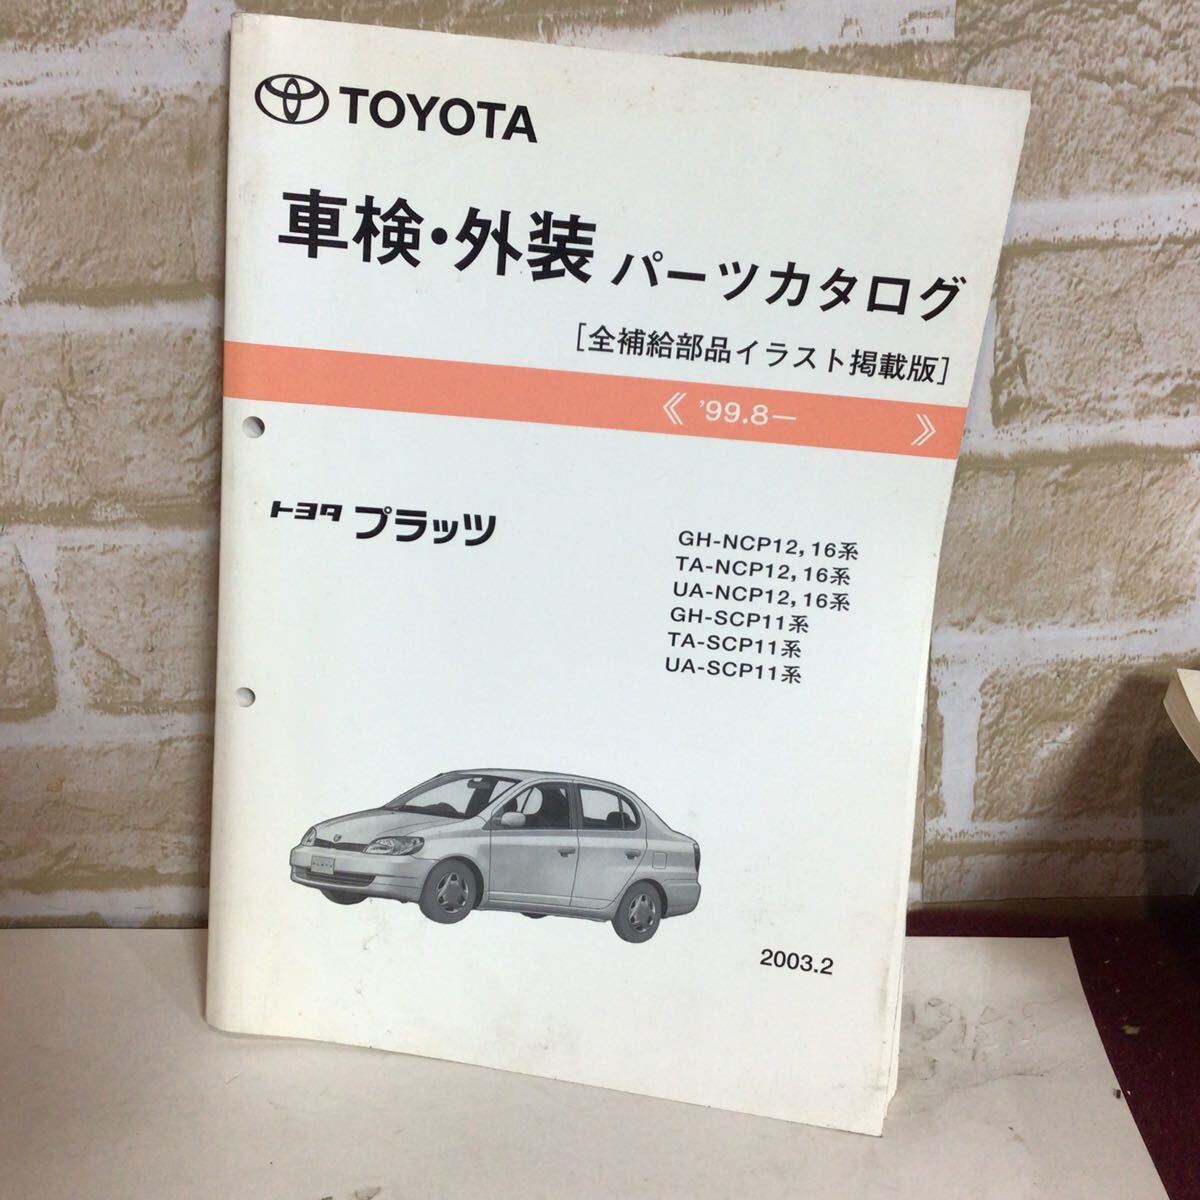 TOYOTA
車検・外装 パーツカタログ
[全補給部品イラスト掲載版]
《 '99.8— 》
トヨタ プラッツ
GH-NCP12, 16系
TA-NCP12, 16系
UA-NCP12, 16系
GH-SCP11系
TA-SCP11系
UA-SCP11系
2003.2